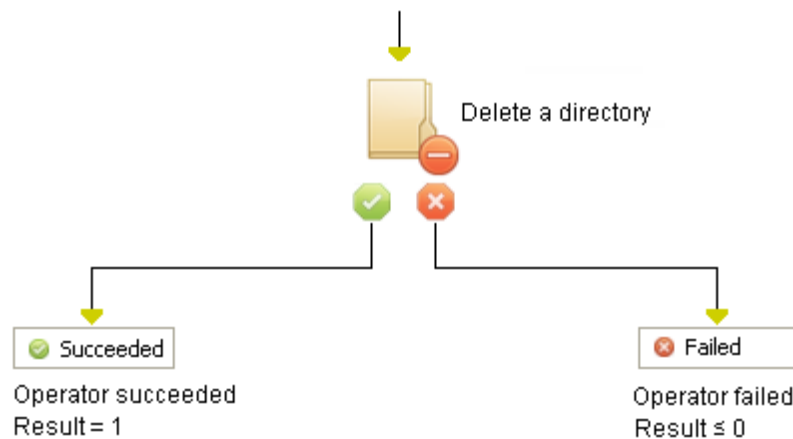 Delete a directory
Succeeded
Failed
Operator succeeded
Result = 1
Operator failed
Result ≤ 0